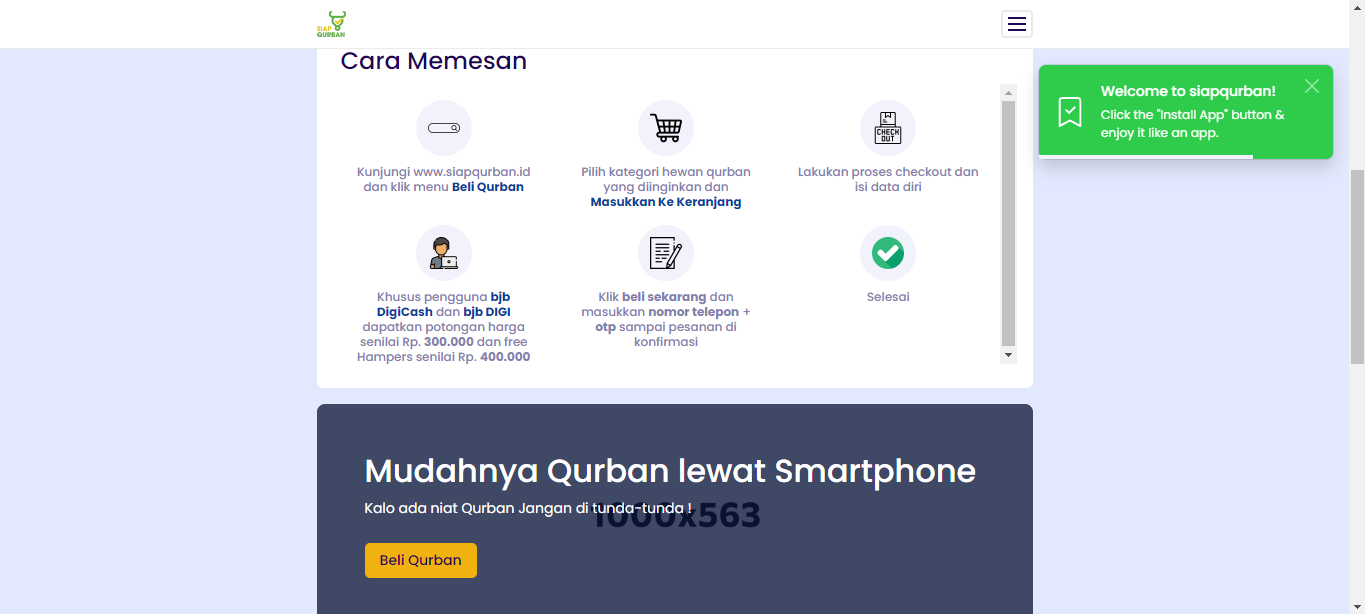 SIAP
QURBAN
Cara Memesan
Welcome to siapqurban!
Click the "Install App" button &
enjoy it like an app.
CHECK
OUT
Kunjungi www.siapqurban.id
dan klik menu Beli Qurban
Pilih kategori hewan qurban
yang diinginkan dan
Masukkan Ke Keranjang
Lakukan proses checkout dan
isi data diri
Khusus pengguna bjb
DigiCash dan bjb DIGI
dapatkan potongan harga
senilai Rp. 300.000 dan free
Hampers senilai Rp. 400.000
Klik beli sekarang dan
masukkan nomor telepon +
otp sampai pesanan di
konfirmasi
Selesai
Mudahnya Qurban lewat Smartphone
Kalo ada niat Qurban Jangan di tunda-tunda !
1000x563
Beli Qurban